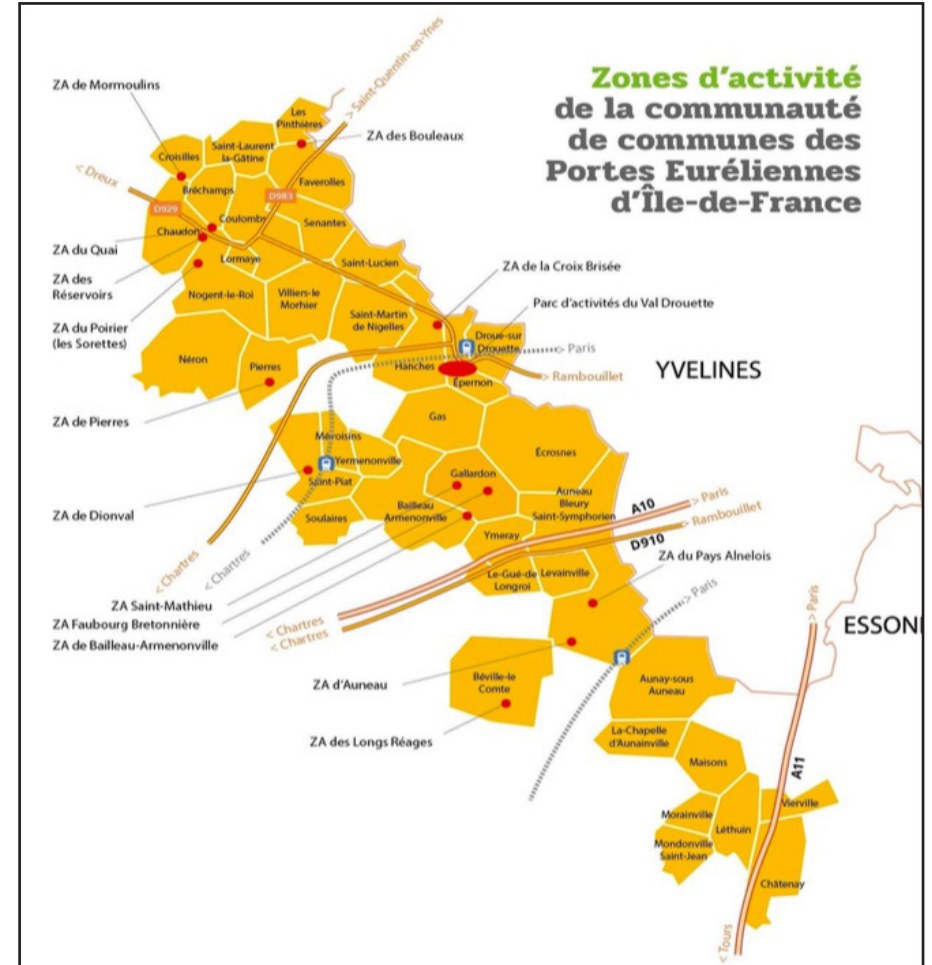 Zones d'activité
de la communauté
de communes des
Portes Euréliennes
d'Île-de-France
> Saint-Quentin-en-Ynes
ZA de Mormoulins
Les
Pinthières
ZA des Bouleaux
Croisilles
Saint-Laurent
la-Gâtine
< Dreux
Bréchamps
D983
Faverolles
D929
Coulombs
Senantes
Chaudon
ZA du Quai
Lormaye
Saint-Lucien
ZA de la Croix Brisée
ZA des
Réservoirs
Nogent-le-Roi
Villiers-le
Morhier
Parc d'activités du Val Drouette
ZA du Poirier
(les Sorettes)
Saint-Martin
de Nigelles
Droue-sur
Drouette
> Paris
Néron
Pierres
Hanches
Épernon
> Rambouillet
YVELINES
ZA de Pierres
Gas
Mévoisins
Écrosnes
Yermenonville
Gallardon
Saint-Piat
ZA de Dionval
Soulaires
Bailleau
Armenonville
Auneau
Bleury
Saint-Symphorien
> Paris
A10
> Rambouillet
Ymeray
D910
< Chartres
< Chartres
Le-Gué-de
Longroi
Levainville
ZA du Pays Alnelois
> Paris
ZA Saint-Mathieu
ZA Faubourg Bretonnière
ZA de Bailleau-Armenonville
< Chartres
< Chartres
> Paris
ESSON
ZA d'Auneau
Béville-le
Comte
Aunay-sous
Auneau
ZA des Longs Réages
La-Chapelle
d'Aunainville
Maisons
A11
Vierville
Morainville
Léthuin
Mondonville
Saint-Jean
Châtenay
< Tours